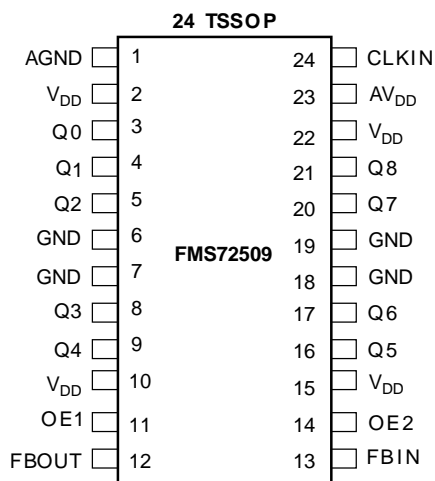 24 TSSOP
AGND 1 24 CLKIN
VDD 2 23 AVDD
Q0 3 22 VDD
Q1 4 21 Q8
Q2 5 20 Q7
GND 6 19 GND
FMS72509
GND 7 18 GND
Q3 8 17 Q6
Q4 9 16 Q5
VDD 10 15 VDD
OE1 11 14 OE2
FBOUT 12 13 FBIN